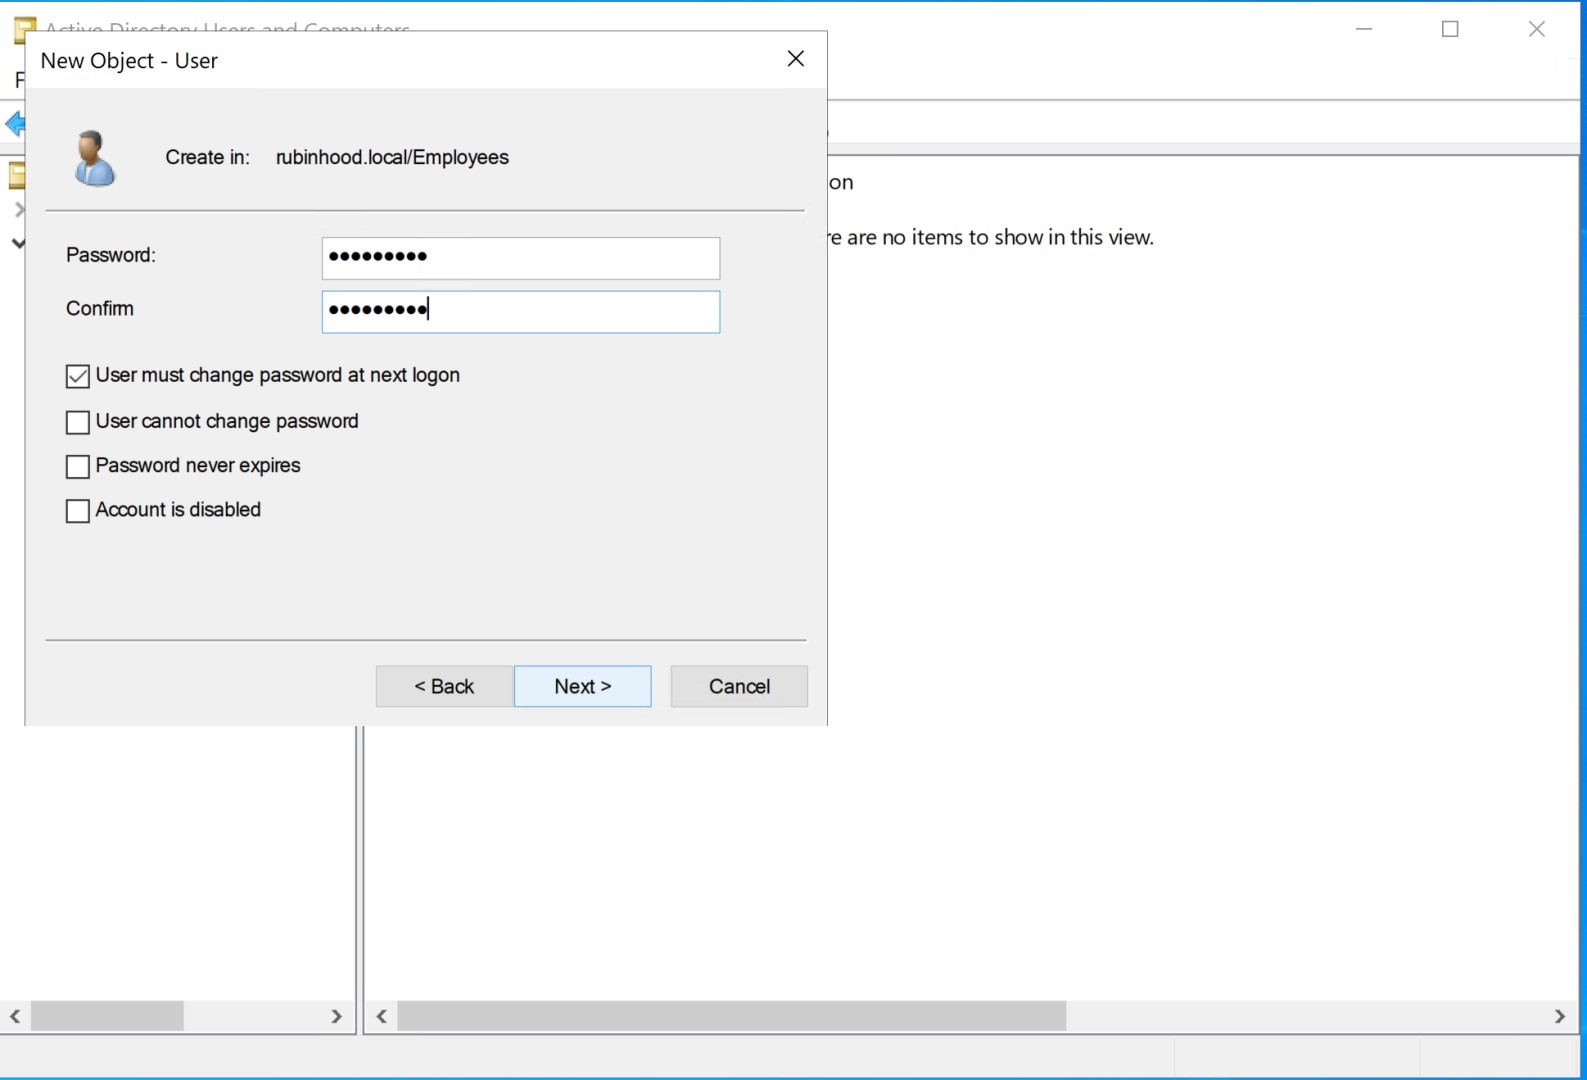 Active Directory Users and Computers
New Object - User
F
Create in: rubinhood.local/Employees
on
Password: •••••••••
re are no items to show in this view.
Confirm •••••••••
User must change password at next logon
User cannot change password
Password never expires
Account is disabled
< Back Next > Cancel